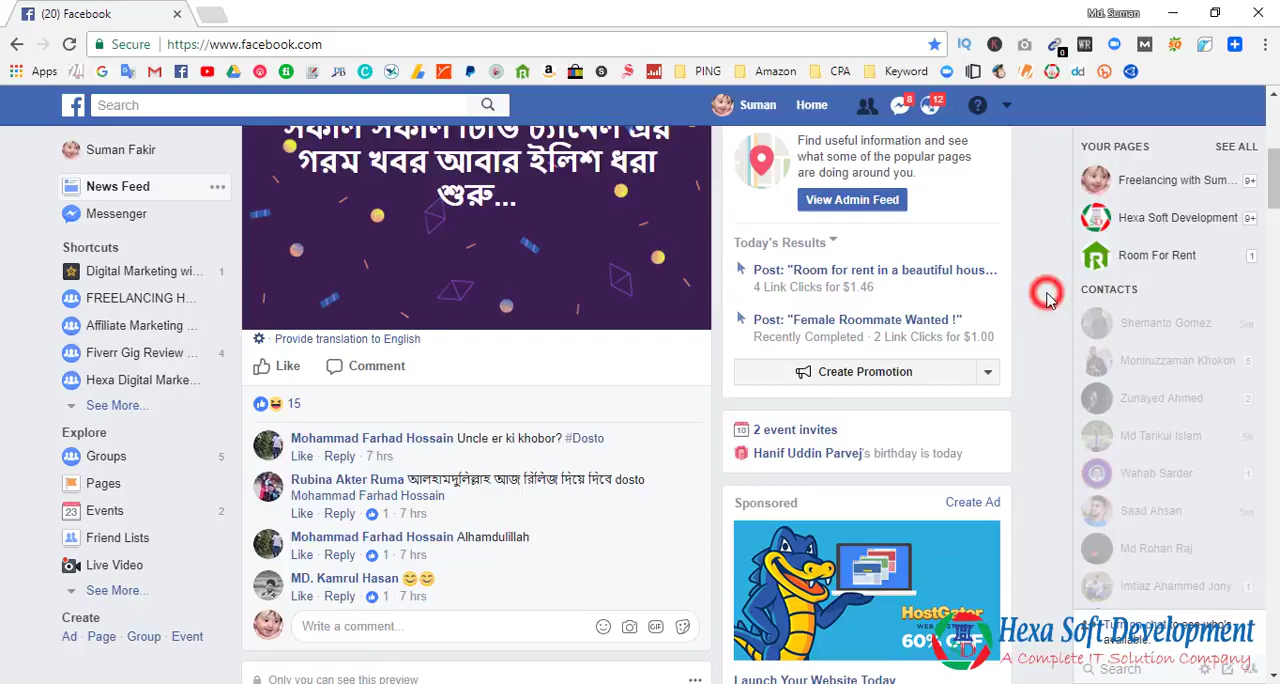 (20) Facebook
Md. Suman
Secure
https://www.facebook.com
Apps
PING
Amazon
CPA
Keyword
Search
Suman
Home
8
12
Suman Fakir
News Feed
Messenger
Shortcuts
Digital Marketing wi... 1
FREELANCING H...
Affiliate Marketing ...
Fiverr Gig Review ... 4
Hexa Digital Marke...
See More...
Explore
Groups 5
Pages
Events 2
Friend Lists
Live Video
See More...
Create
Ad · Page · Group · Event
গরম খবর আবার ইলিশ ধরা
শুরু...
Provide translation to English
Like
Comment
15
Mohammad Farhad Hossain Uncle er ki khobor? #Dosto
Like · Reply · 7 hrs
Rubina Akter Ruma আলহামদুলিল্লাহ আজ রিলিজ দিয়ে দিবে dosto
Mohammad Farhad Hossain
Like · Reply · 1 · 7 hrs
Mohammad Farhad Hossain Alhamdulillah
Like · Reply · 1 · 7 hrs
MD. Kamrul Hasan 😊😊
Like · Reply · 1 · 7 hrs
Write a comment...
GIF
Only you can see this preview
Find useful information and see
what some of the popular pages
are doing around you.
View Admin Feed
Today's Results
Post: "Room for rent in a beautiful hous...
4 Link Clicks for $1.46
Post: "Female Roommate Wanted !"
Recently Completed · 2 Link Clicks for $1.00
Create Promotion
2 event invites
Hanif Uddin Parvej's birthday is today
Sponsored
Create Ad
HostGator
Launch Your Website Today
YOUR PAGES
SEE ALL
Freelancing with Sum... 9+
Hexa Soft Development 9+
Room For Rent 1
CONTACTS
Shemanto Gomez 5m
Moniruzzaman Khokon 5
Zunayed Ahmed 2
Md Tarikul Islam 5h
Wahab Sarder 1
Saad Ahsan 5m
Md Rohan Raj
Imtiaz Ahammed Jony 1
Hexa Soft Development
A Complete IT Solution Company
Search